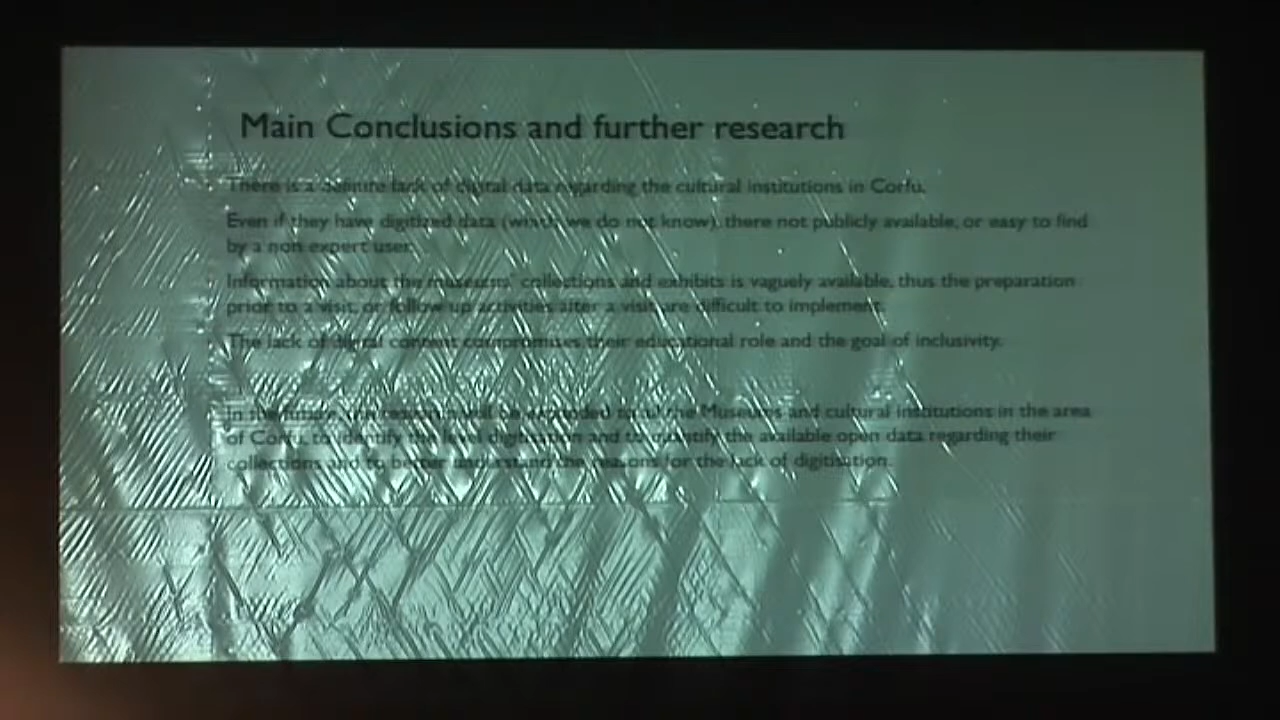 Main Conclusions and further research
There is a definite lack of digital data regarding the cultural institutions in Corfu.
Even if they have digitized data (which we do not know), there not publicly available, or easy to find
by a non expert user.
Information about the museums' collections and exhibits is vaguely available, thus the preparation
prior to a visit, or follow up activities after a visit are difficult to implement.
The lack of digital content compromises their educational role and the goal of inclusivity.
In the future, research will be expanded to all the Museums and cultural institutions in the area
of Corfu, to identify the level digitisation and to quantify the available open data regarding their
collections and to better understand the reasons for the lack of digitisation.